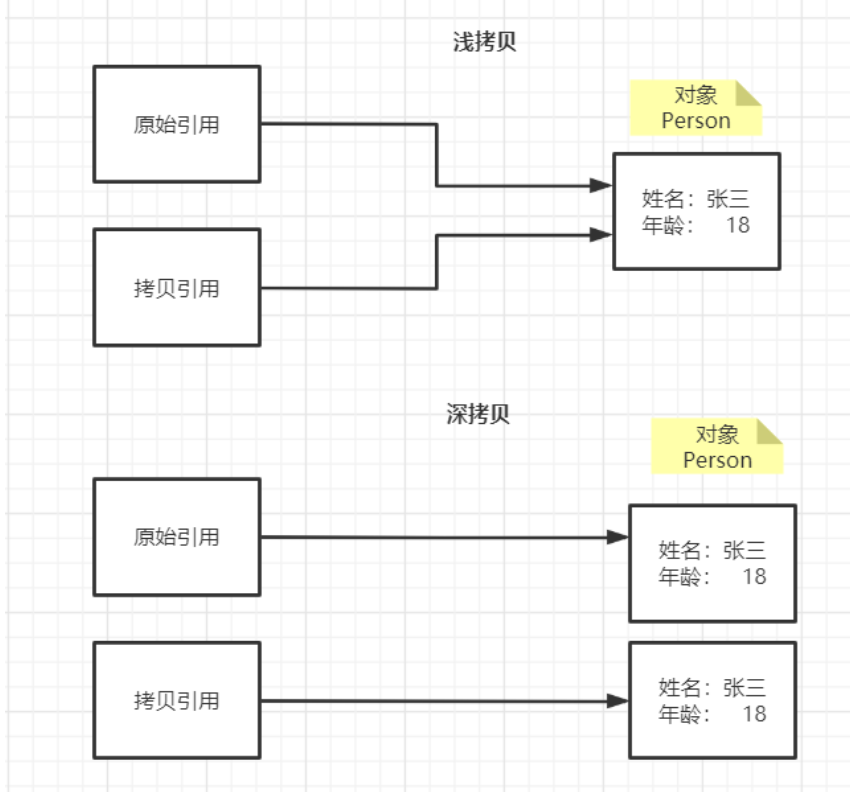 浅拷贝
原始引用
对象
Person
姓名：张三
年龄： 18
拷贝引用
深拷贝
对象
Person
原始引用
姓名：张三
年龄： 18
拷贝引用
姓名：张三
年龄： 18